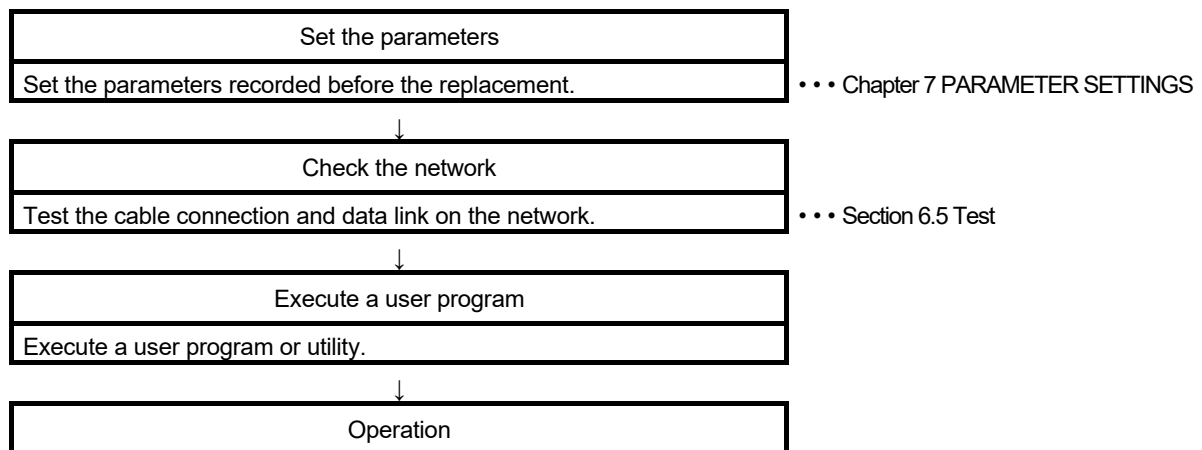 Set the parameters
Set the parameters recorded before the replacement. • • • Chapter 7 PARAMETER SETTINGS
↓
Check the network
Test the cable connection and data link on the network. • • • Section 6.5 Test
↓
Execute a user program
Execute a user program or utility.
↓
Operation